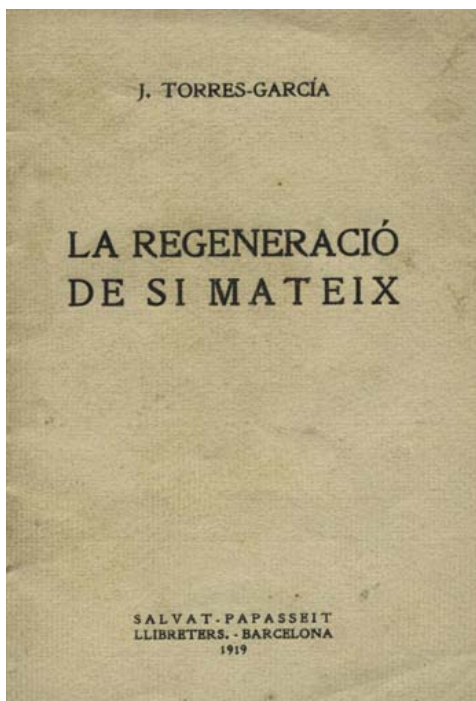 J. TORRES-GARCÍA
LA REGENERACIÓ
DE SI MATEIX
SALVAT-PAPASSEIT
LLIBRETERS.-BARCELONA
1919